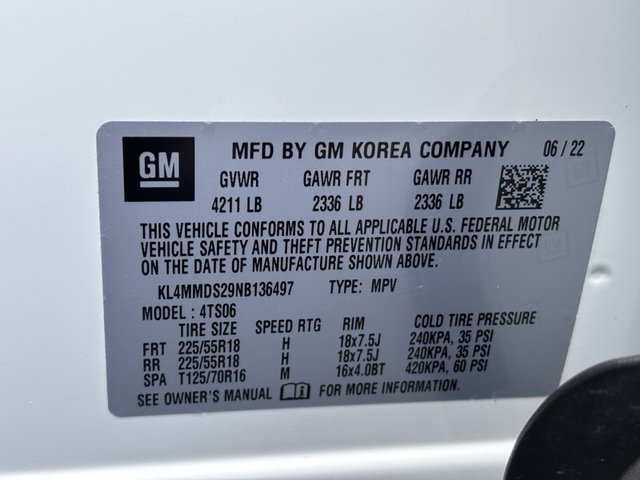 GM MFD BY GM KOREA COMPANY 06 / 22
GVWR GAWR FRT GAWR RR
4211 LB 2336 LB 2336 LB
THIS VEHICLE CONFORMS TO ALL APPLICABLE U.S. FEDERAL MOTOR
VEHICLE SAFETY AND THEFT PREVENTION STANDARDS IN EFFECT
ON THE DATE OF MANUFACTURE SHOWN ABOVE.
KL4MMDS29NB136497 TYPE: MPV
MODEL : 4TS06
TIRE SIZE SPEED RTG RIM COLD TIRE PRESSURE
FRT 225/55R18 H 18x7.5J 240KPA, 35 PSI
RR 225/55R18 H 18x7.5J 240KPA, 35 PSI
SPA T125/70R16 M 16x4.0BT 420KPA, 60 PSI
SEE OWNER'S MANUAL FOR MORE INFORMATION.